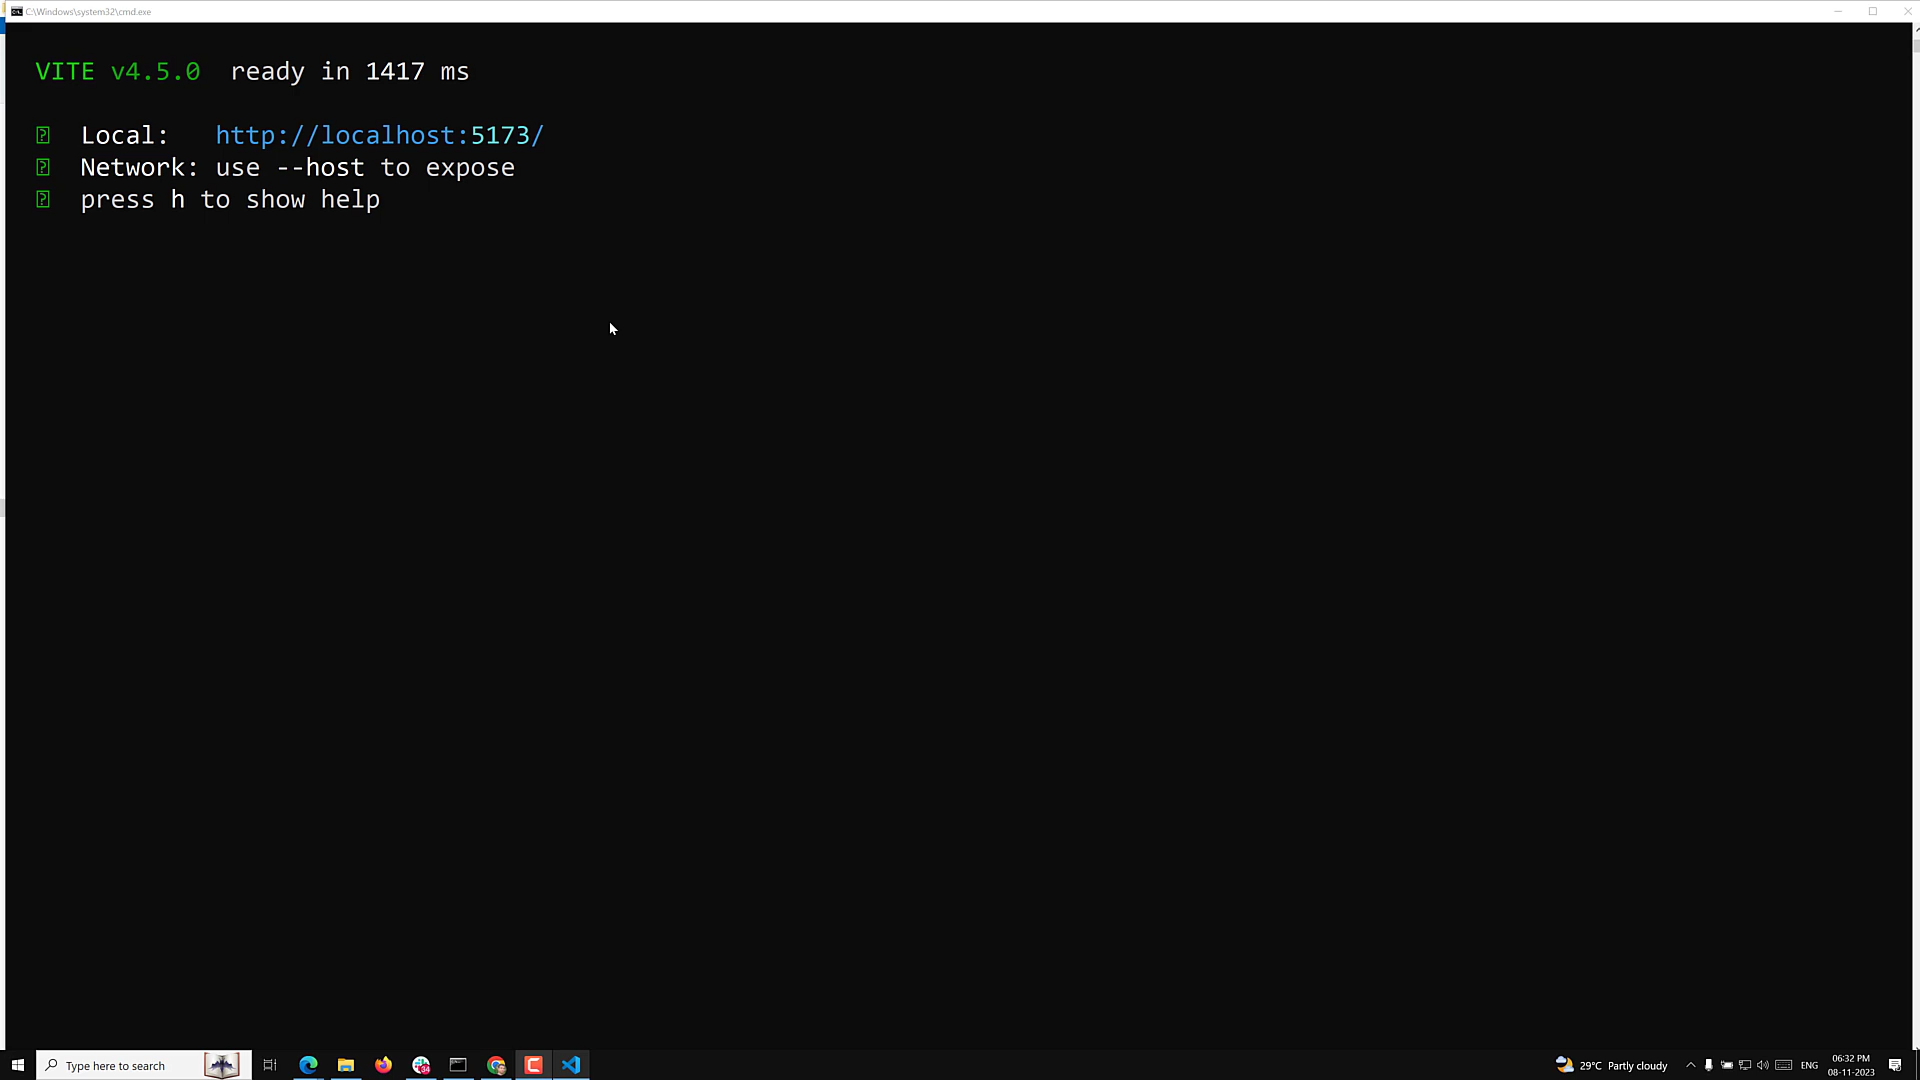 C:\Windows\system32\cmd.exe
VITE v4.5.0  ready in 1417 ms
Local:   http://localhost:5173/
Network: use --host to expose
press h to show help
Type here to search
34
29°C Partly cloudy
ENG
06:32 PM
08-11-2023